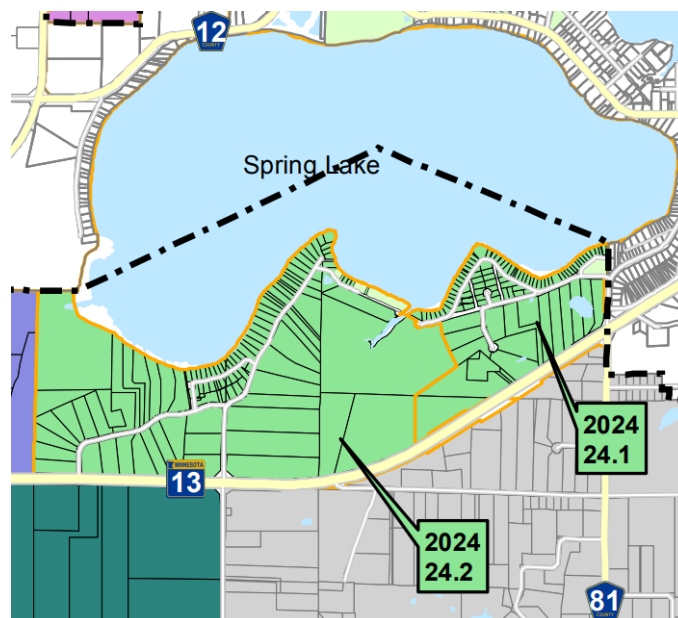 12
COUNTY
Spring Lake
2024
24.1
MINNESOTA
13
2024
24.2
81
COUNTY